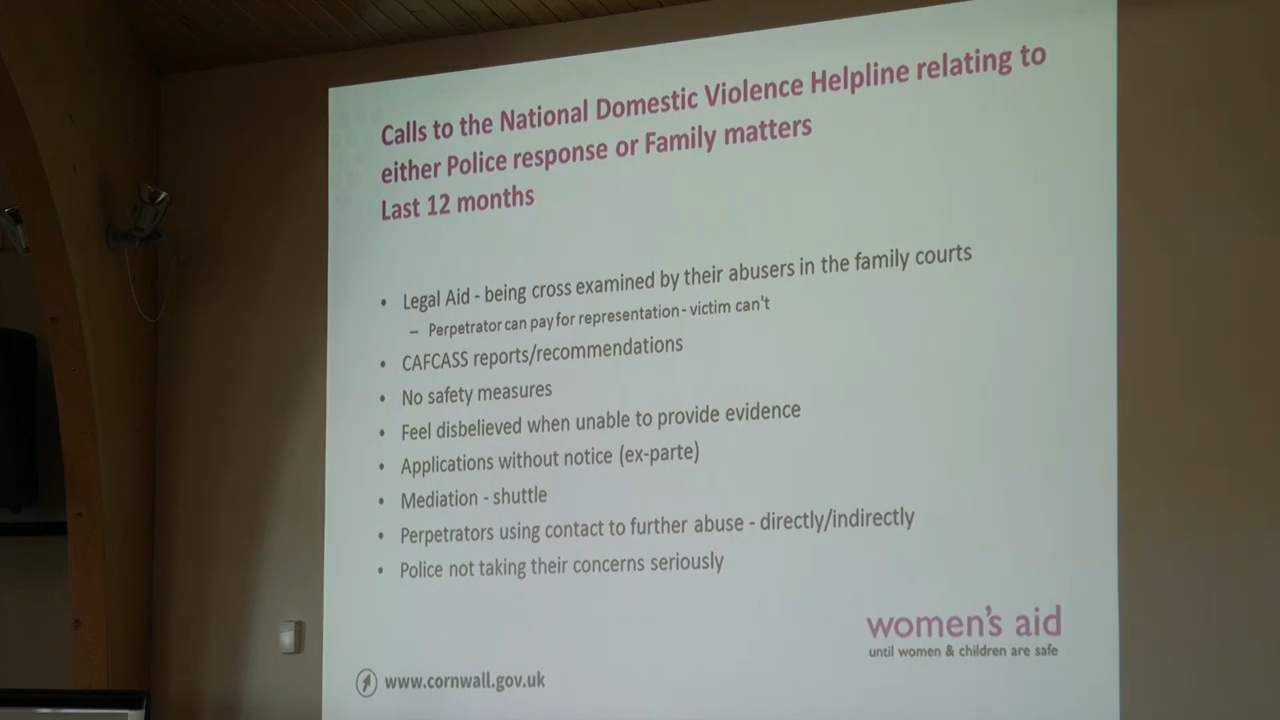 Calls to the National Domestic Violence Helpline relating to
either Police response or Family matters
Last 12 months
• Legal Aid - being cross examined by their abusers in the family courts
– Perpetrator can pay for representation - victim can't
• CAFCASS reports/recommendations
• No safety measures
• Feel disbelieved when unable to provide evidence
• Applications without notice (ex-parte)
• Mediation - shuttle
• Perpetrators using contact to further abuse - directly/indirectly
• Police not taking their concerns seriously
women's aid
until women & children are safe
www.cornwall.gov.uk